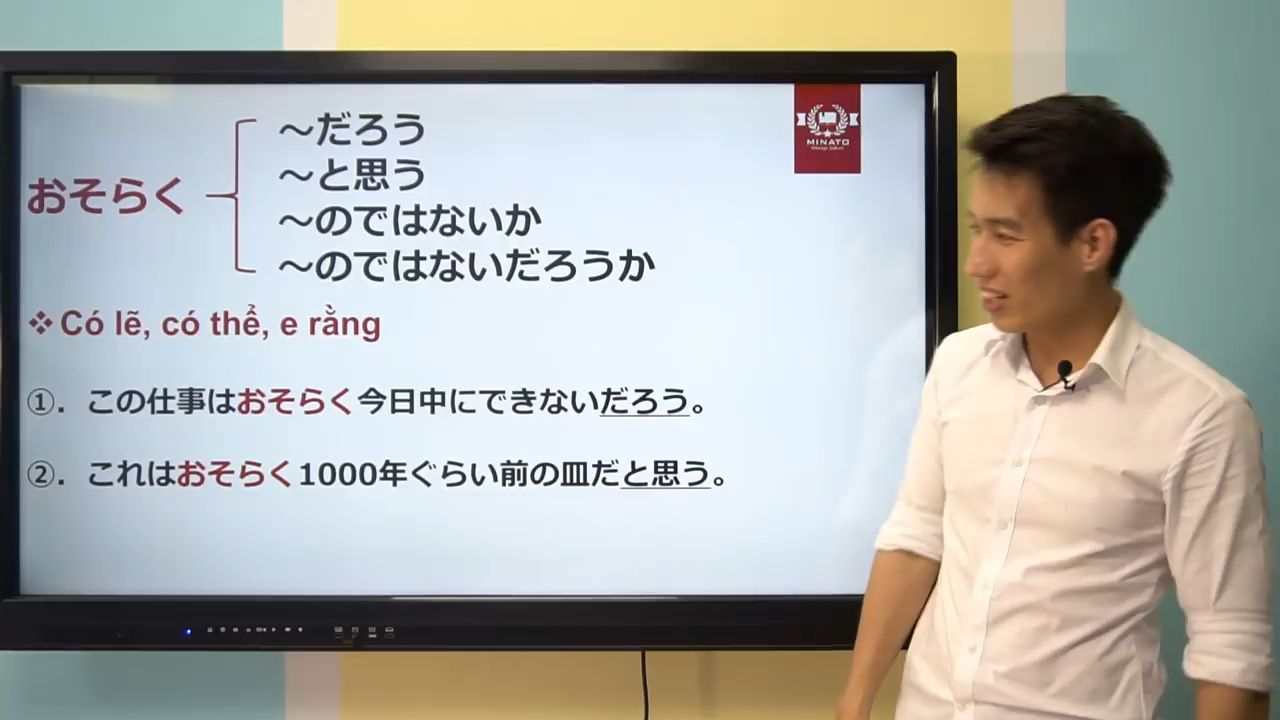 おそらく
～だろう
～と思う
～のではないか
～のではないだろうか
MINATO
❖ Có lẽ, có thể, e rằng
①．この仕事はおそらく今日中にできないだろう。
②．これはおそらく1000年ぐらい前の皿だと思う。